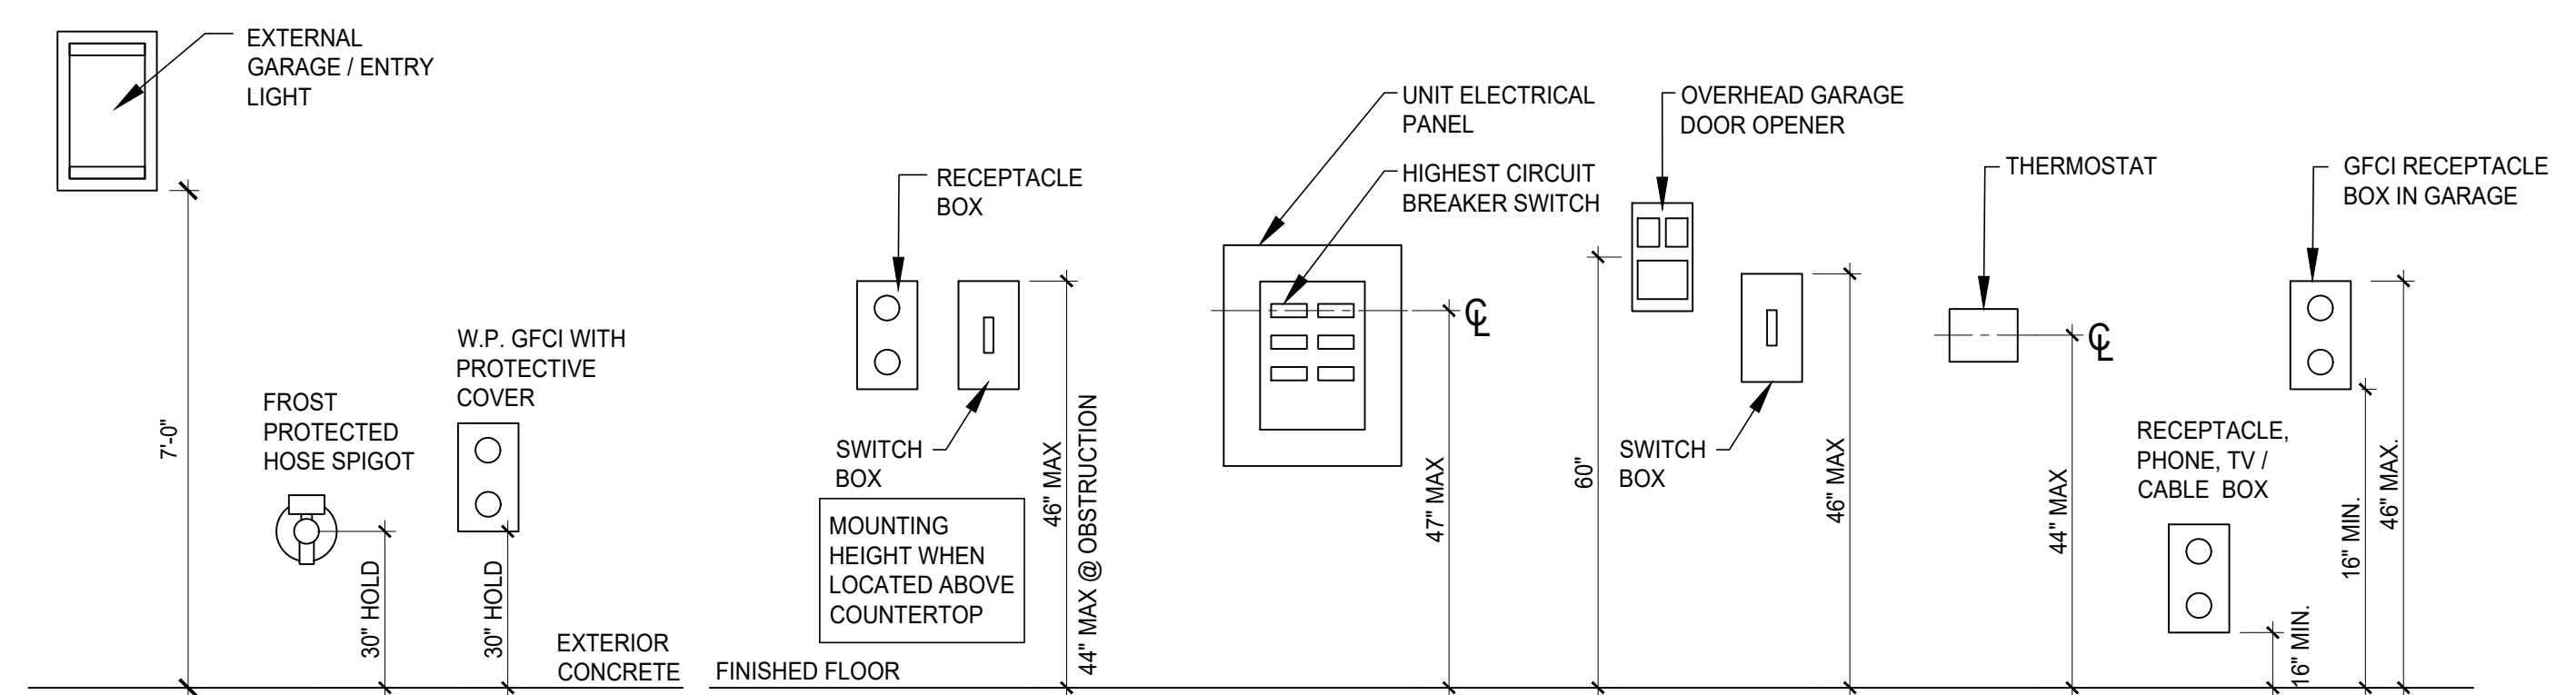 EXTERNAL
GARAGE / ENTRY
LIGHT
7'-0"
FROST
PROTECTED
HOSE SPIGOT
30" HOLD
W.P. GFCI WITH
PROTECTIVE
COVER
30" HOLD
EXTERIOR
CONCRETE
FINISHED FLOOR
RECEPTACLE
BOX
SWITCH
BOX
MOUNTING
HEIGHT WHEN
LOCATED ABOVE
COUNTERTOP
46" MAX
44" MAX @ OBSTRUCTION
UNIT ELECTRICAL
PANEL
HIGHEST CIRCUIT
BREAKER SWITCH
℄
47" MAX
OVERHEAD GARAGE
DOOR OPENER
60"
SWITCH
BOX
46" MAX
THERMOSTAT
℄
44" MAX
RECEPTACLE,
PHONE, TV /
CABLE BOX
16" MIN.
GFCI RECEPTACLE
BOX IN GARAGE
16" MIN.
46" MAX.